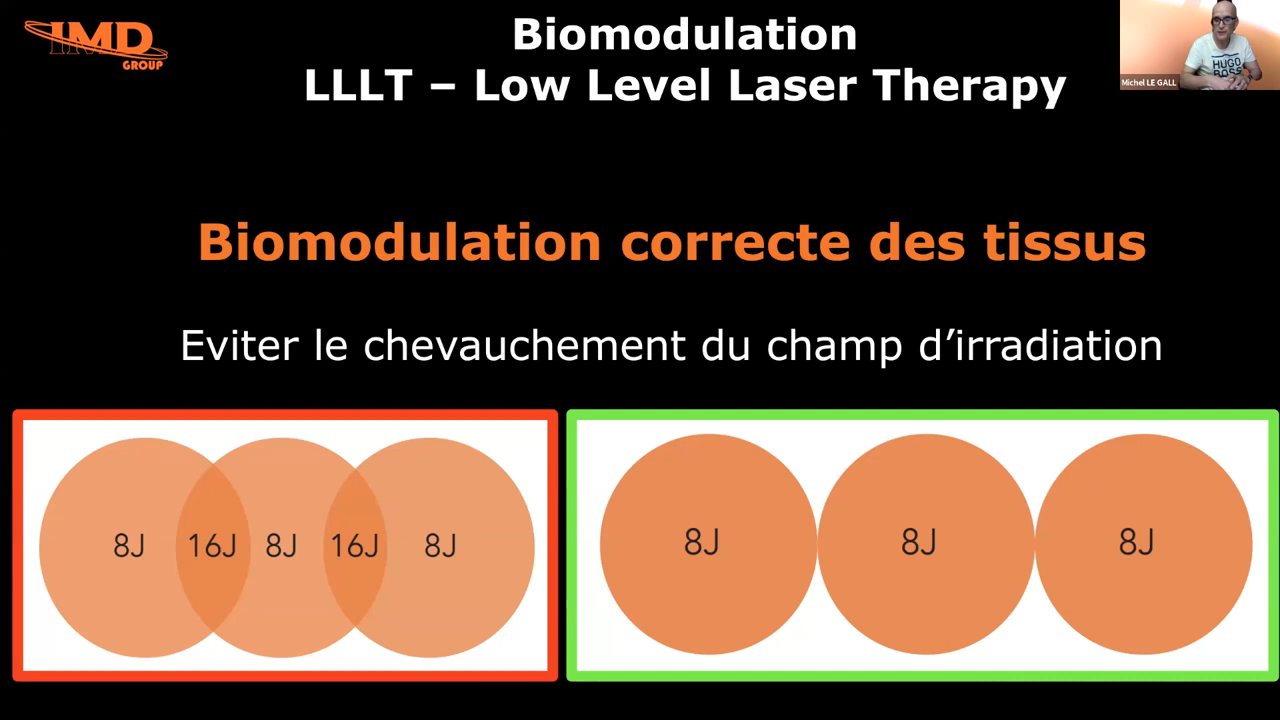 IMD
GROUP
Biomodulation
LLLT – Low Level Laser Therapy
HUGO
BOSS
Michel LE GALL
Biomodulation correcte des tissus
Eviter le chevauchement du champ d’irradiation
8J 16J 8J 16J 8J
8J 8J 8J